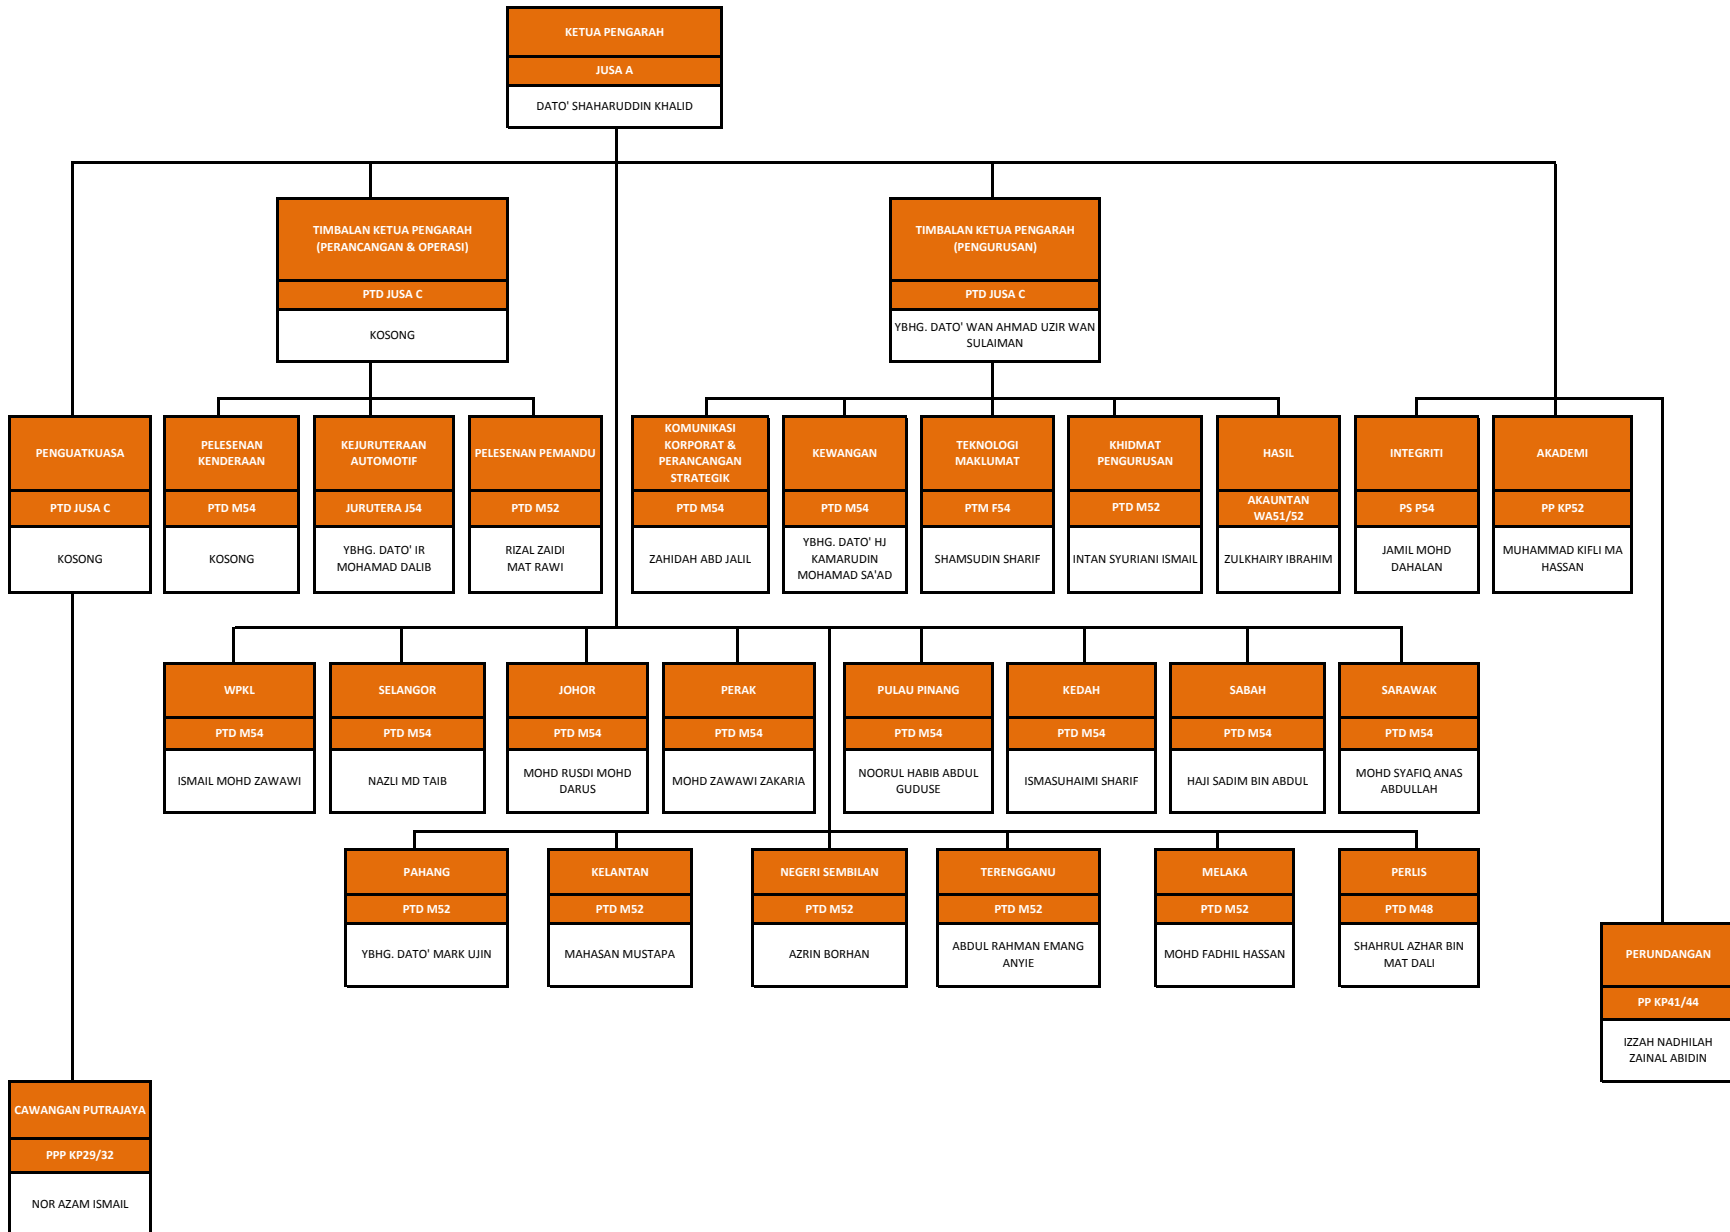 KETUA PENGARAH
JUSA A
DATO' SHAHARUDDIN KHALID
TIMBALAN KETUA PENGARAH
(PERANCANGAN & OPERASI)
PTD JUSA C
KOSONG
TIMBALAN KETUA PENGARAH
(PENGURUSAN)
PTD JUSA C
YBHG. DATO' WAN AHMAD UZIR WAN
SULAIMAN
PENGUATKUASA
PTD JUSA C
KOSONG
PELESENAN
KENDERAAN
PTD M54
KOSONG
KEJURUTERAAN
AUTOMOTIF
JURUTERA J54
YBHG. DATO' IR
MOHAMAD DALIB
PELESENAN PEMANDU
PTD M52
RIZAL ZAIDI
MAT RAWI
KOMUNIKASI
KORPORAT &
PERANCANGAN
STRATEGIK
PTD M54
ZAHIDAH ABD JALIL
KEWANGAN
PTD M54
YBHG. DATO' HJ
KAMARUDIN
MOHAMAD SA'AD
TEKNOLOGI
MAKLUMAT
PTM F54
SHAMSUDIN SHARIF
KHIDMAT
PENGURUSAN
PTD M52
INTAN SYURIANI ISMAIL
HASIL
AKAUNTAN
WA51/52
ZULKHAIRY IBRAHIM
INTEGRITI
PS P54
JAMIL MOHD
DAHALAN
AKADEMI
PP KP52
MUHAMMAD KIFLI MA
HASSAN
WPKL
PTD M54
ISMAIL MOHD ZAWAWI
SELANGOR
PTD M54
NAZLI MD TAIB
JOHOR
PTD M54
MOHD RUSDI MOHD
DARUS
PERAK
PTD M54
MOHD ZAWAWI ZAKARIA
PULAU PINANG
PTD M54
NOORUL HABIB ABDUL
GUDUSE
KEDAH
PTD M54
ISMASUHAIMI SHARIF
SABAH
PTD M54
HAJI SADIM BIN ABDUL
SARAWAK
PTD M54
MOHD SYAFIQ ANAS
ABDULLAH
PAHANG
PTD M52
YBHG. DATO' MARK UJIN
KELANTAN
PTD M52
MAHASAN MUSTAPA
NEGERI SEMBILAN
PTD M52
AZRIN BORHAN
TERENGGANU
PTD M52
ABDUL RAHMAN EMANG
ANYIE
MELAKA
PTD M52
MOHD FADHIL HASSAN
PERLIS
PTD M48
SHAHRUL AZHAR BIN
MAT DALI
PERUNDANGAN
PP KP41/44
IZZAH NADHILAH
ZAINAL ABIDIN
CAWANGAN PUTRAJAYA
PPP KP29/32
NOR AZAM ISMAIL